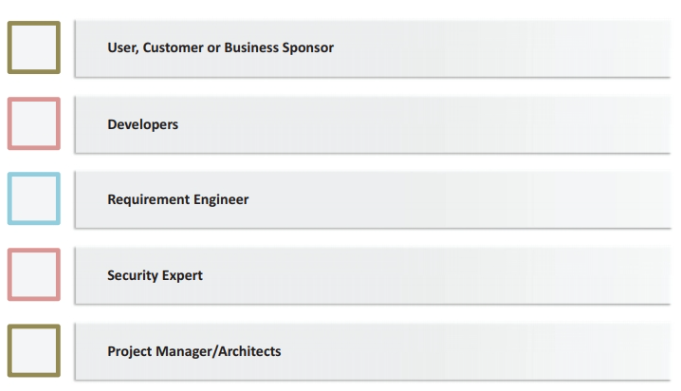 User, Customer or Business Sponsor
Developers
Requirement Engineer
Security Expert
Project Manager/Architects